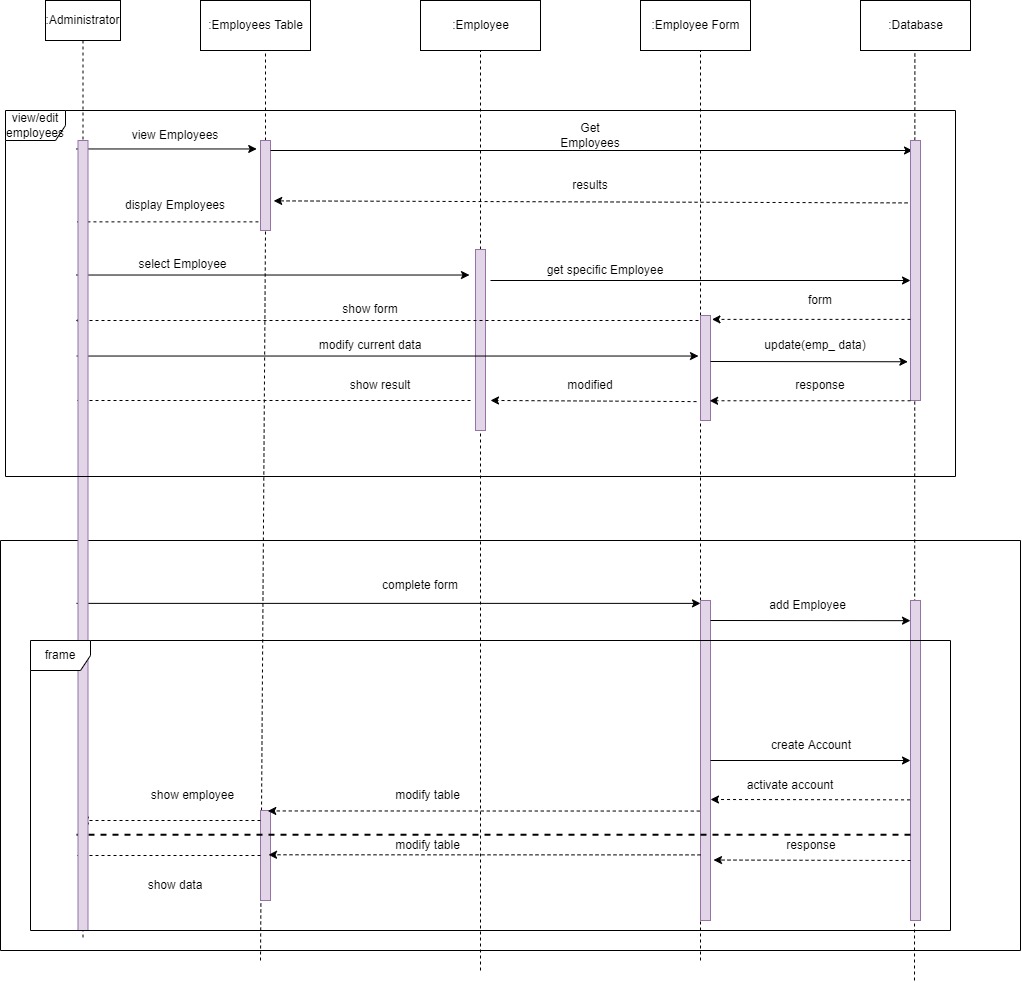 :Administrator
:Employees Table
:Employee
:Employee Form
:Database
view/edit
employees
view Employees
Get
Employees
results
display Employees
select Employee
get specific Employee
form
show form
modify current data
update(emp_ data)
show result
modified
response
complete form
add Employee
frame
create Account
activate account
show employee
modify table
modify table
response
show data